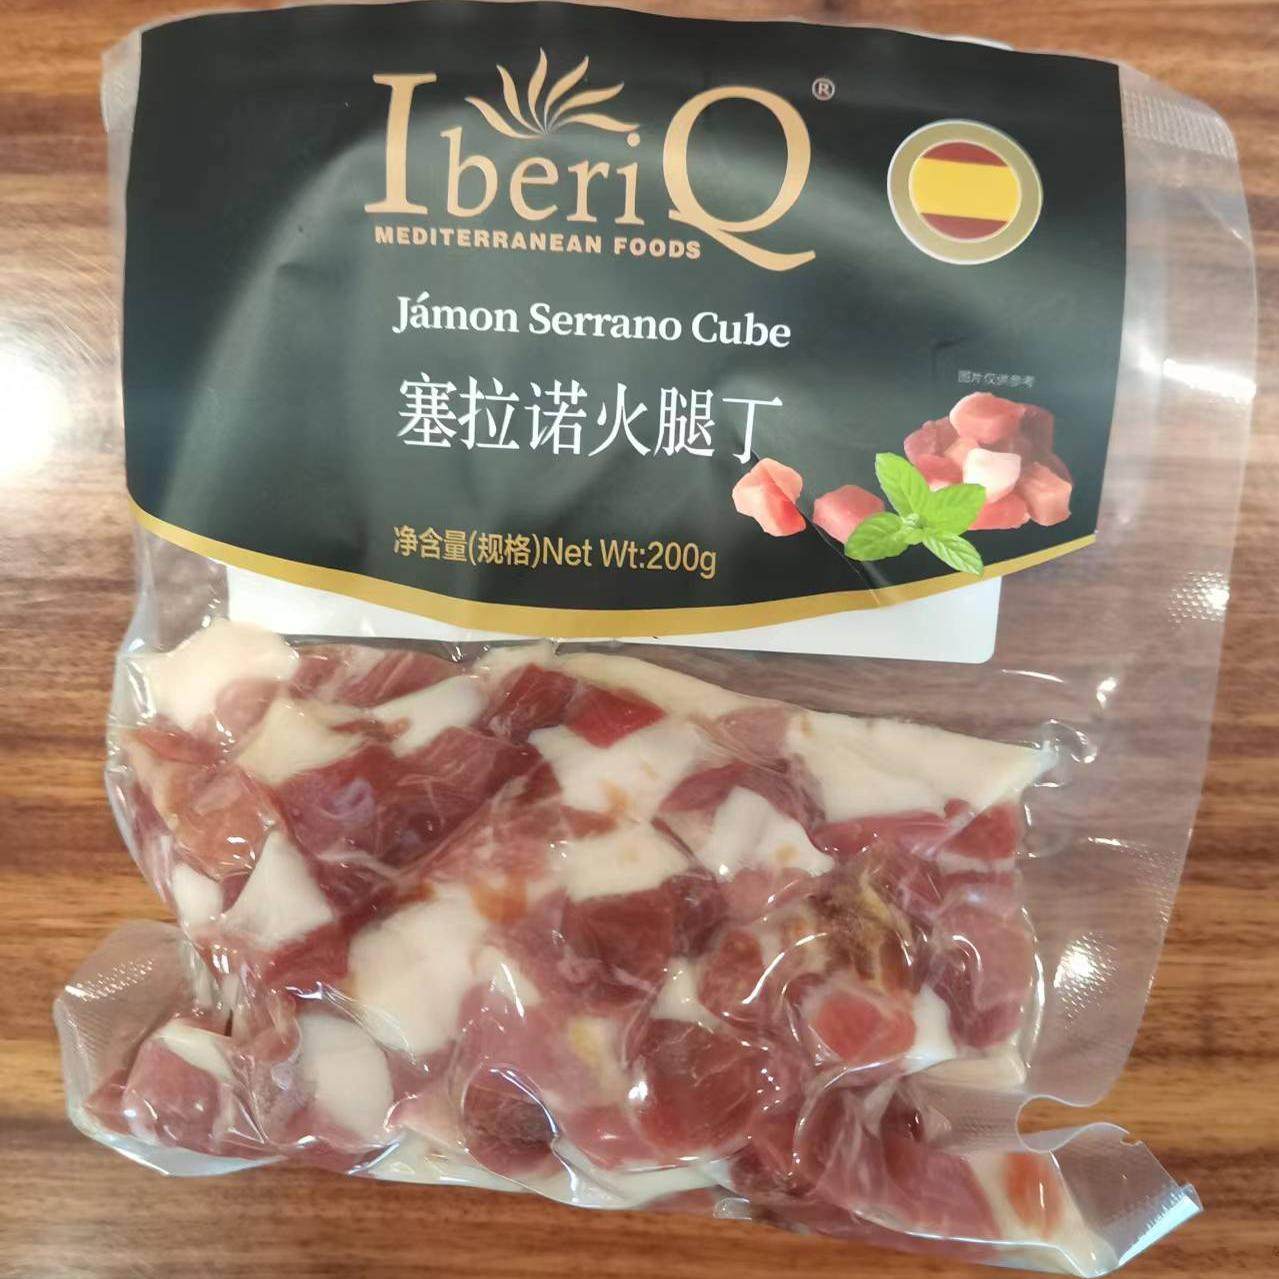 IberiQ®
MEDITERRANEAN FOODS
Jámon Serrano Cube
塞拉诺火腿丁
图片仅供参考
净含量(规格)Net Wt:200g